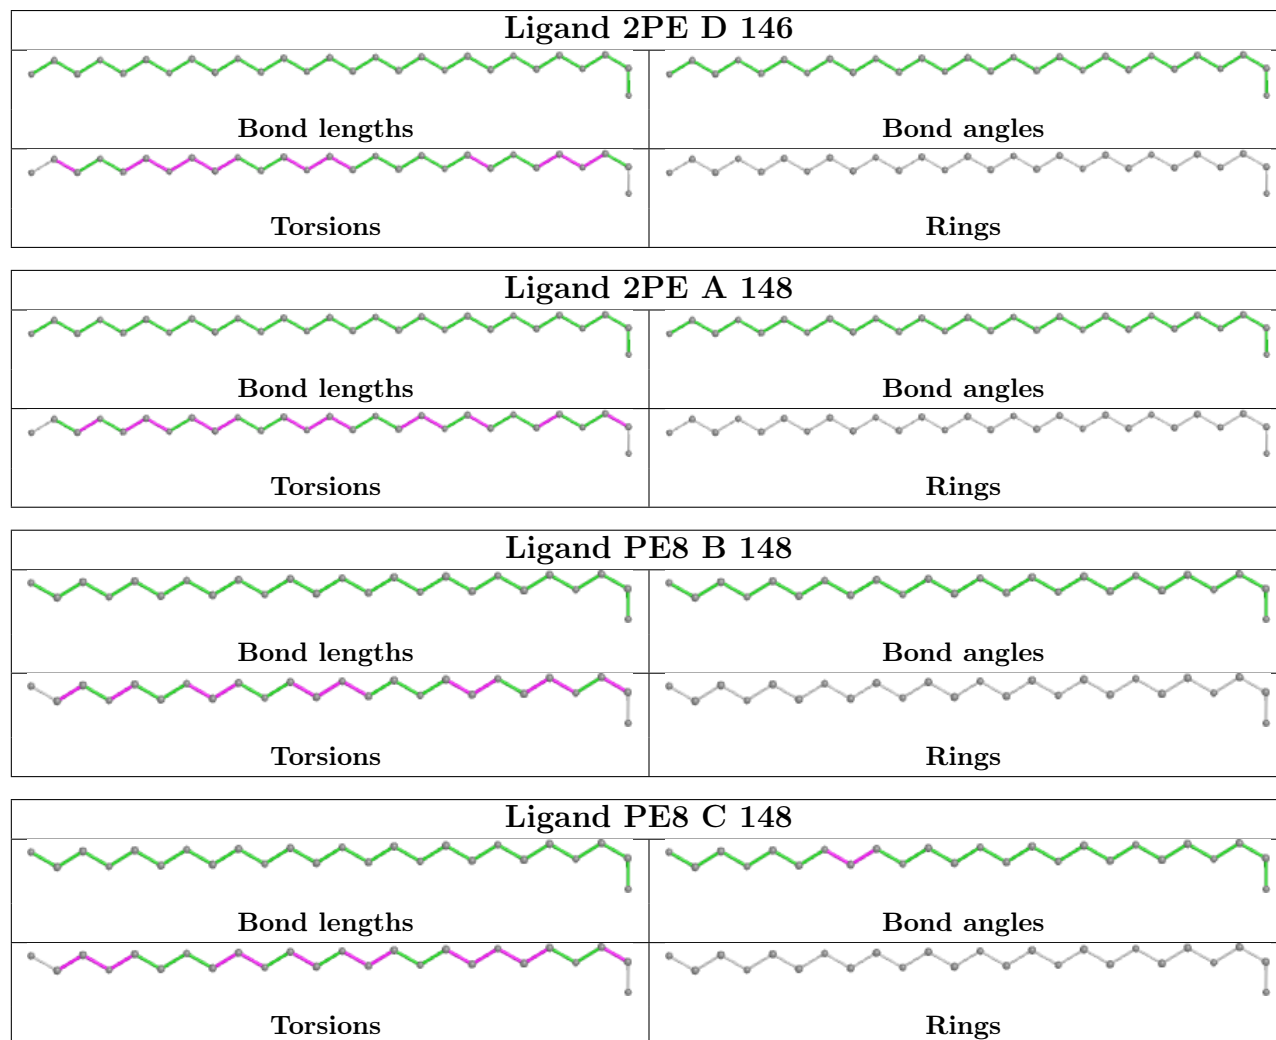 Ligand 2PE D 146
Bond lengths
Bond angles
Torsions
Rings
Ligand 2PE A 148
Bond lengths
Bond angles
Torsions
Rings
Ligand PE8 B 148
Bond lengths
Bond angles
Torsions
Rings
Ligand PE8 C 148
Bond lengths
Bond angles
Torsions
Rings